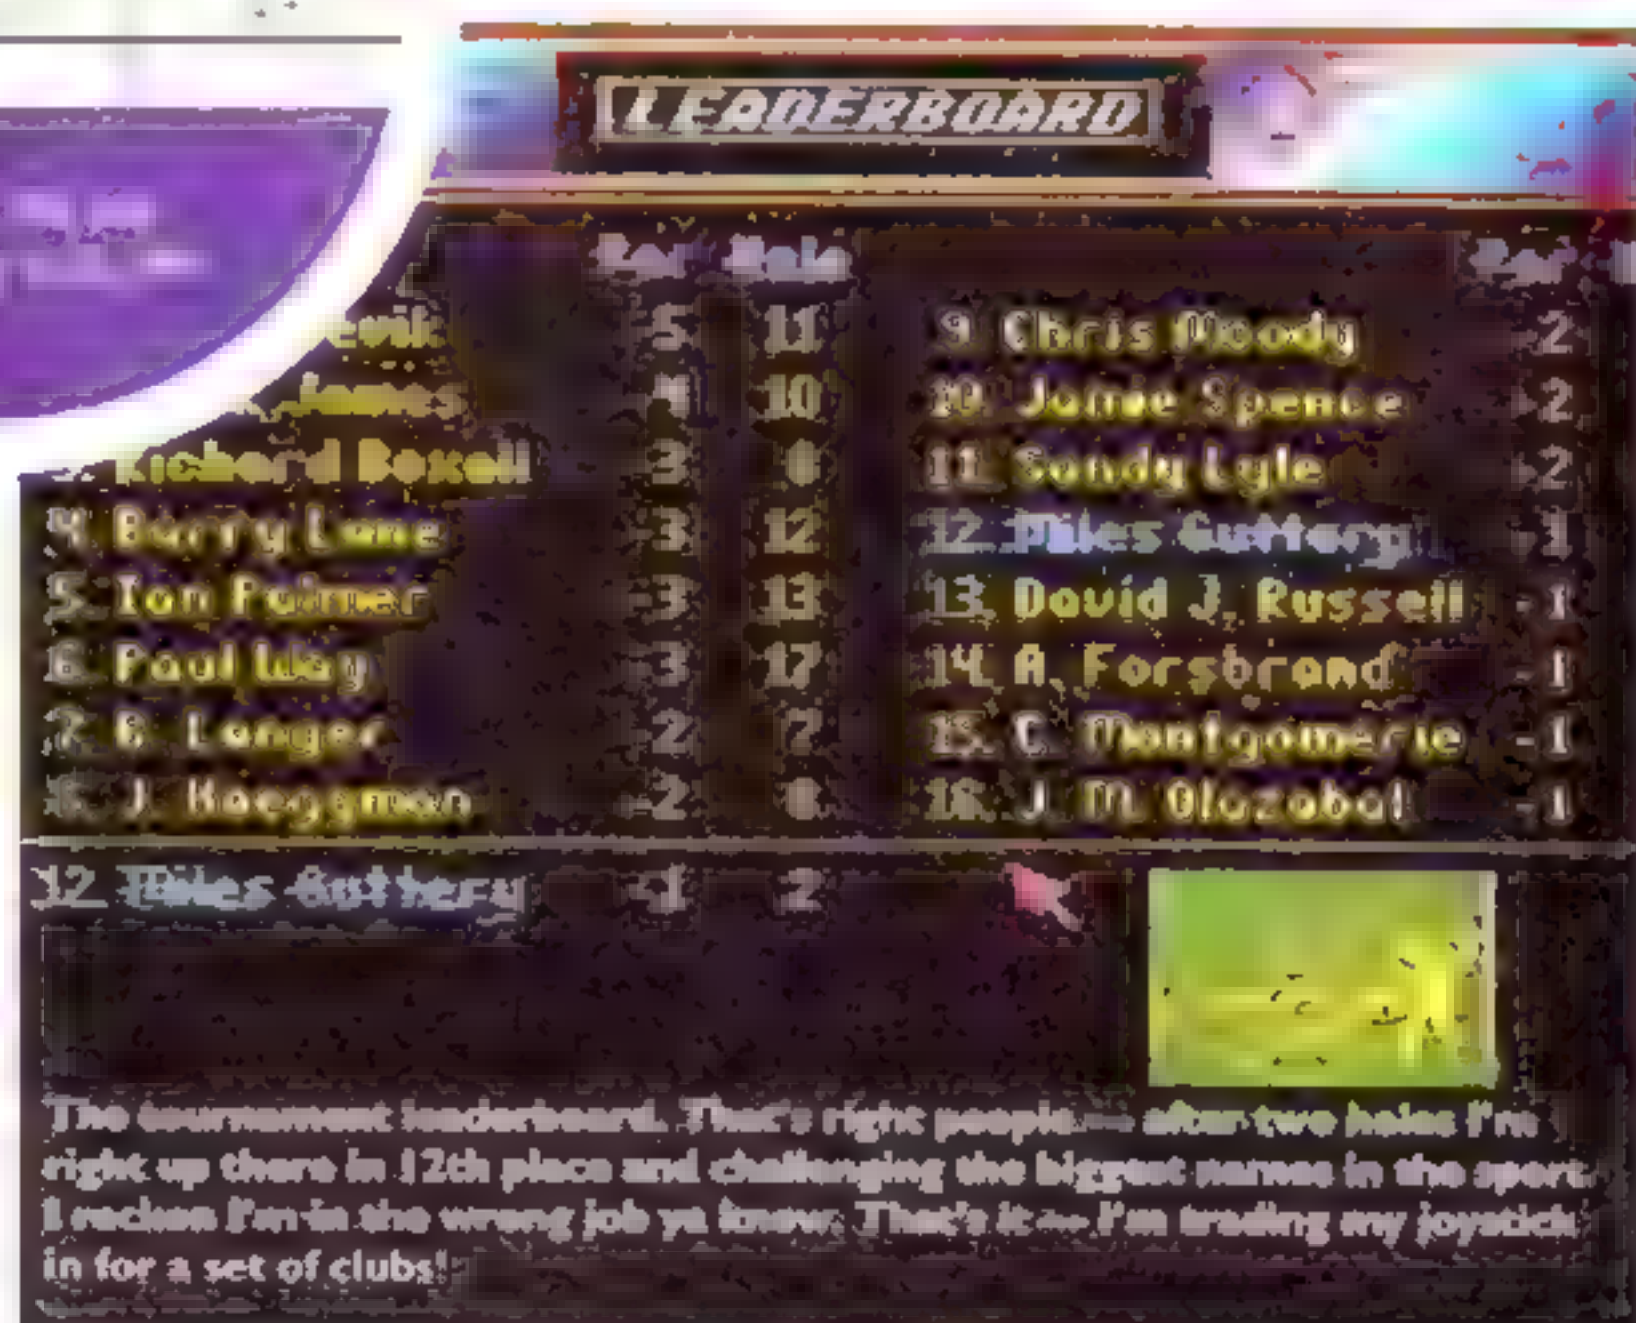 LEADERBOARD
Score Hole
5 11
10
Richard Boxall -3
4. Barry Lane -3 12
5. Ian Palmer -3 13
6. Paul Way -3 17
7. B. Langer -2 7
8. J. Haeggman -2
9. Chris Moody -2
10. Jamie Spence -2
11. Sandy Lyle -2
12. Miles Guttery -1
13. David J. Russell -1
14. A. Forsbrand -1
15. C. Montgomerie -1
16. J. M. Olazabal -1
12. Miles Guttery -1 2
The tournament leaderboard. That's right people — after two holes I'm
right up there in 12th place and challenging the biggest names in the sport.
I reckon I'm in the wrong job ya know. That's it — I'm trading my joystick
in for a set of clubs!